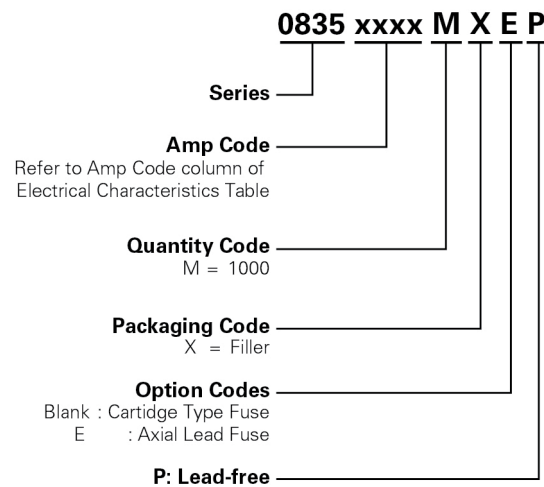 0835 xxxx M X E P
Series
Amp Code
Refer to Amp Code column of
Electrical Characteristics Table
Quantity Code
M = 1000
Packaging Code
X = Filler
Option Codes
Blank : Cartidge Type Fuse
E : Axial Lead Fuse
P: Lead-free